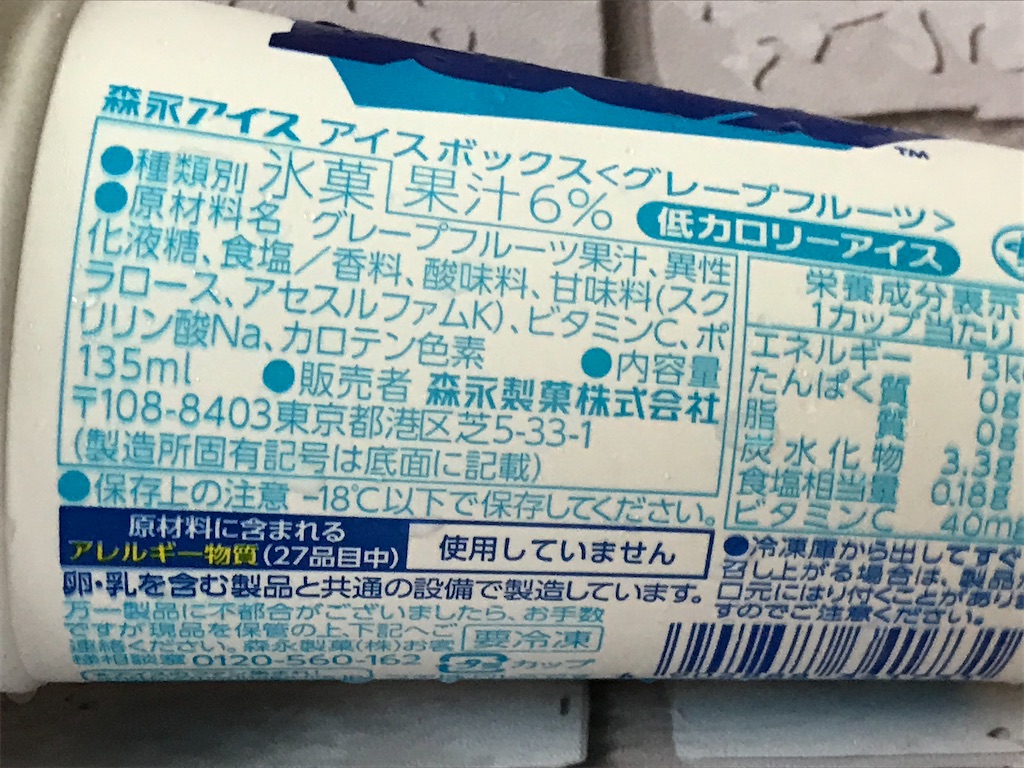 ™
森永アイス アイスボックス<グレープフルーツ>
●種類別 氷菓 果汁6%
低カロリーアイス
●原材料名 グレープフルーツ果汁、異性
化液糖、食塩/香料、酸味料、甘味料(スク
ラロース、アセスルファムK)、ビタミンC、ポ
リリン酸Na、カロテン色素 ●内容量
135ml ●販売者 森永製菓株式会社
〒108-8403東京都港区芝5-33-1
(製造所固有記号は底面に記載)
●保存上の注意 -18℃以下で保存してください。
原材料に含まれる
アレルギー物質(27品目中)
使用していません
卵・乳を含む製品と共通の設備で製造しています。
万一製品に不都合がございましたら、お手数
ですが現品を保管の上、下記へご
連絡ください。森永製菓(株)お客
様相談室 0120-560-162
要冷凍
カップ
栄養成分表示
1カップ当たり
エネルギー 13k
たんぱく質 0g
脂質 0g
炭水化物 3.3g
食塩相当量 0.18g
ビタミンC 40mg
●冷凍庫から出してすぐ
召し上がる場合は、製品が
口元にはり付くことがありま
すのでご注意ください。